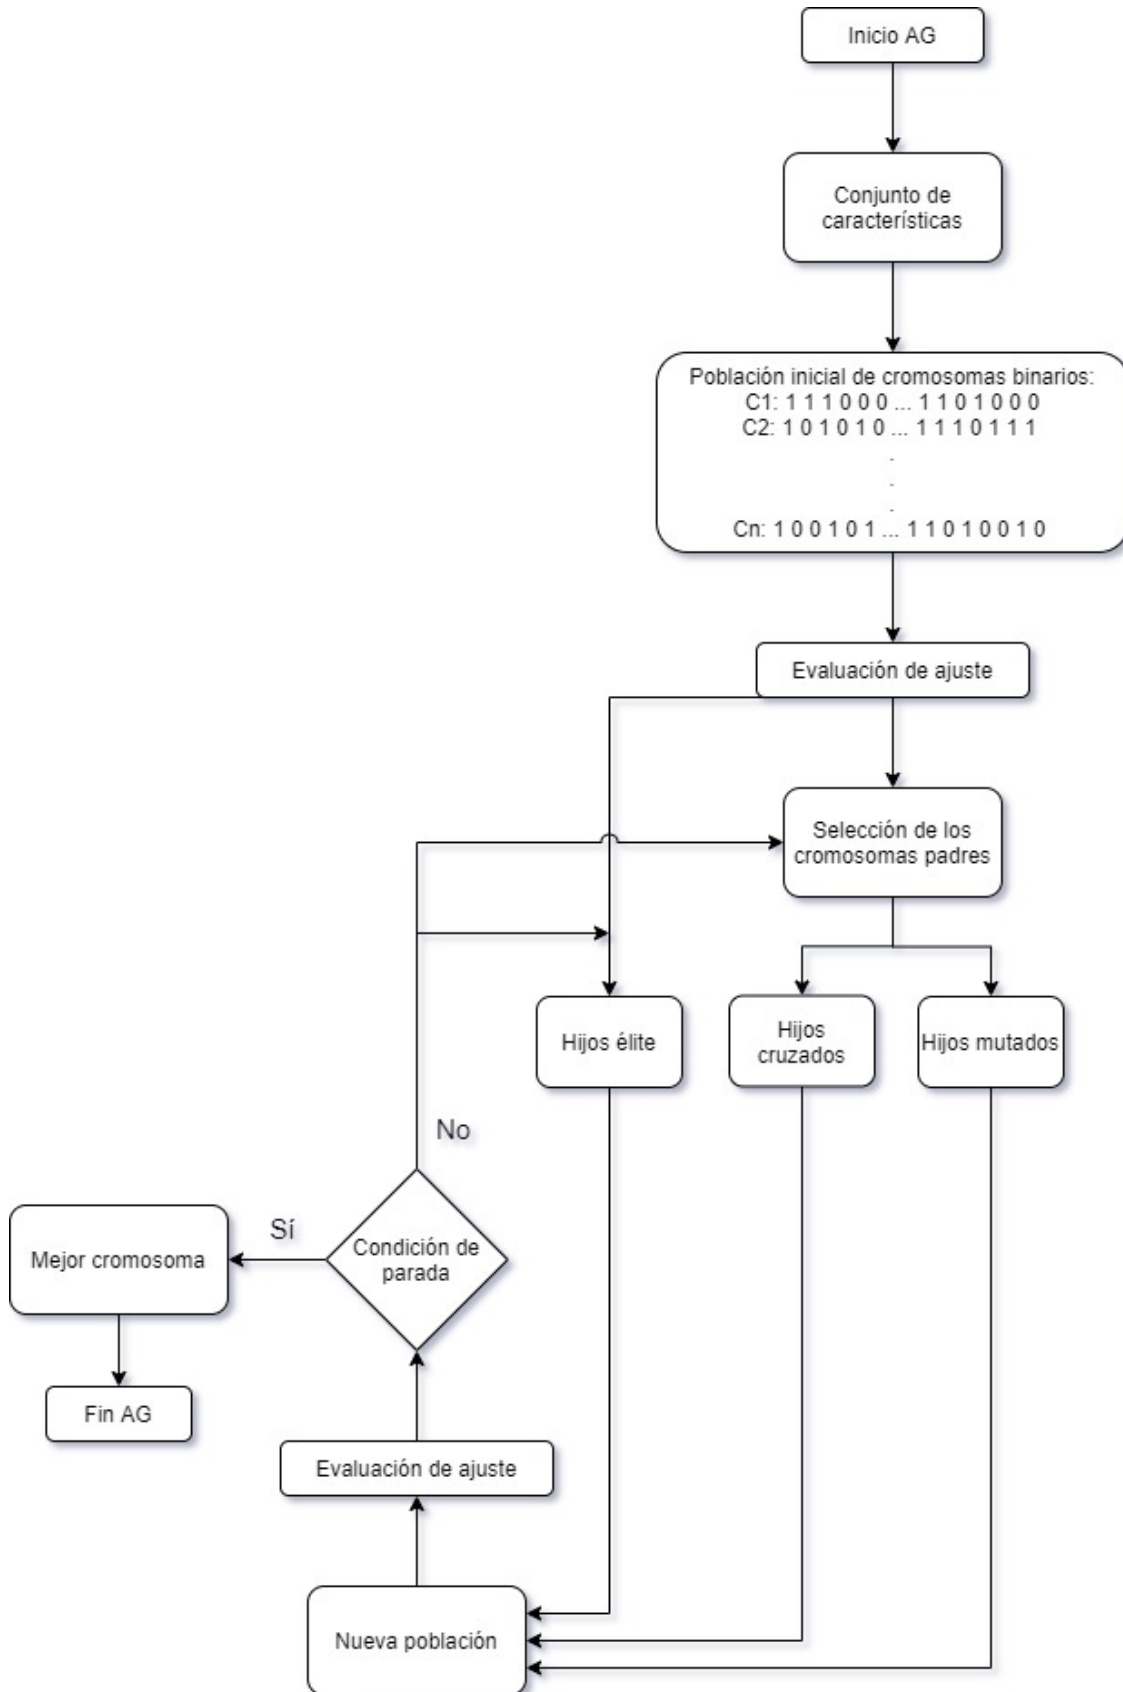 Inicio AG
Conjunto de
característicias
Población inicial de cromosomas binarios:
C1: 1 1 1 0 0 0 ... 1 1 0 1 0 0 0
C2: 1 0 1 0 1 0 ... 1 1 1 0 1 1 1
.
.
.
Cn: 1 0 0 1 0 1 ... 1 1 0 1 0 0 1 0
Evaluación de ajuste
Selección de los
cromosomas padres
Hijos élite
Hijos
cruzados
Hijos mutados
No
Sí
Condición de
parada
Mejor cromosoma
Fin AG
Evaluación de ajuste
Nueva población